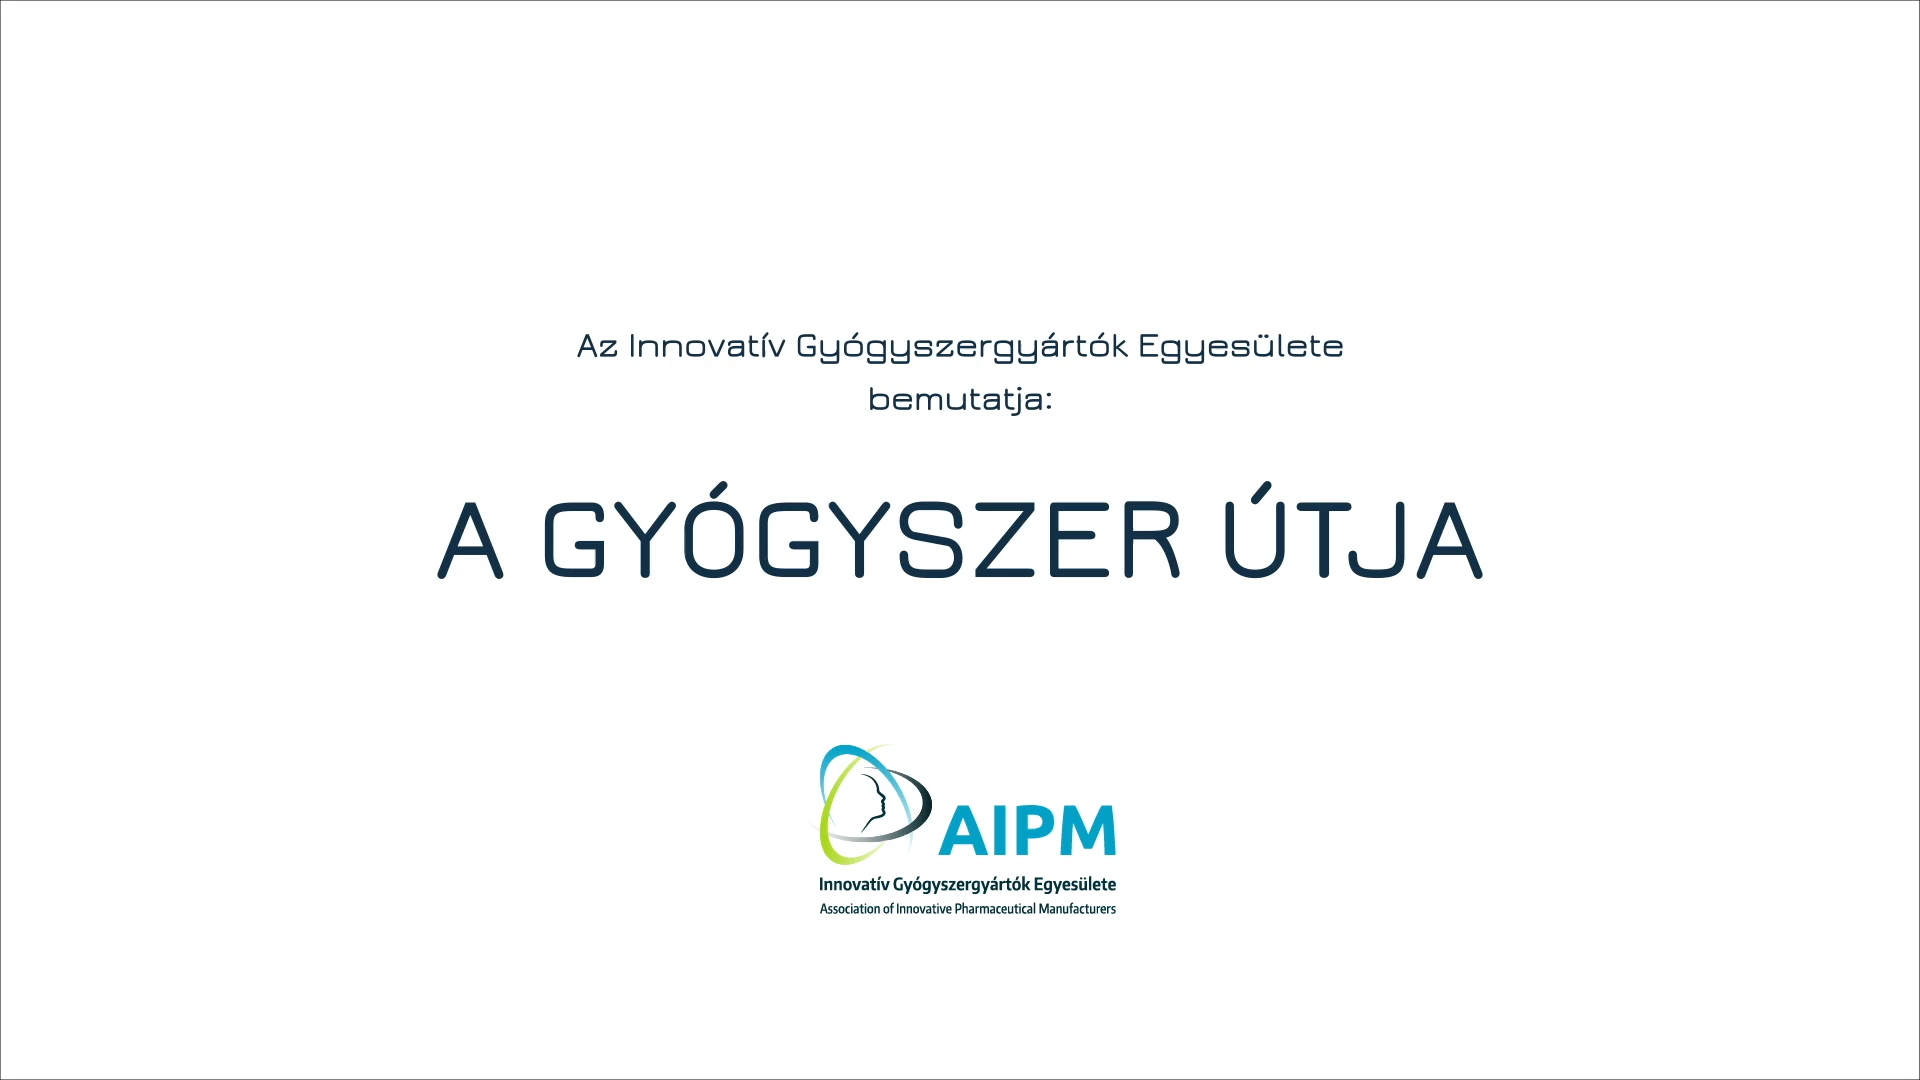 Az Innovatív Gyógyszergyártók Egyesülete
bemutatja:
A GYÓGYSZER ÚTJA
AIPM
Innovatív Gyógyszergyártók Egyesülete
Association of Innovative Pharmaceutical Manufacturers